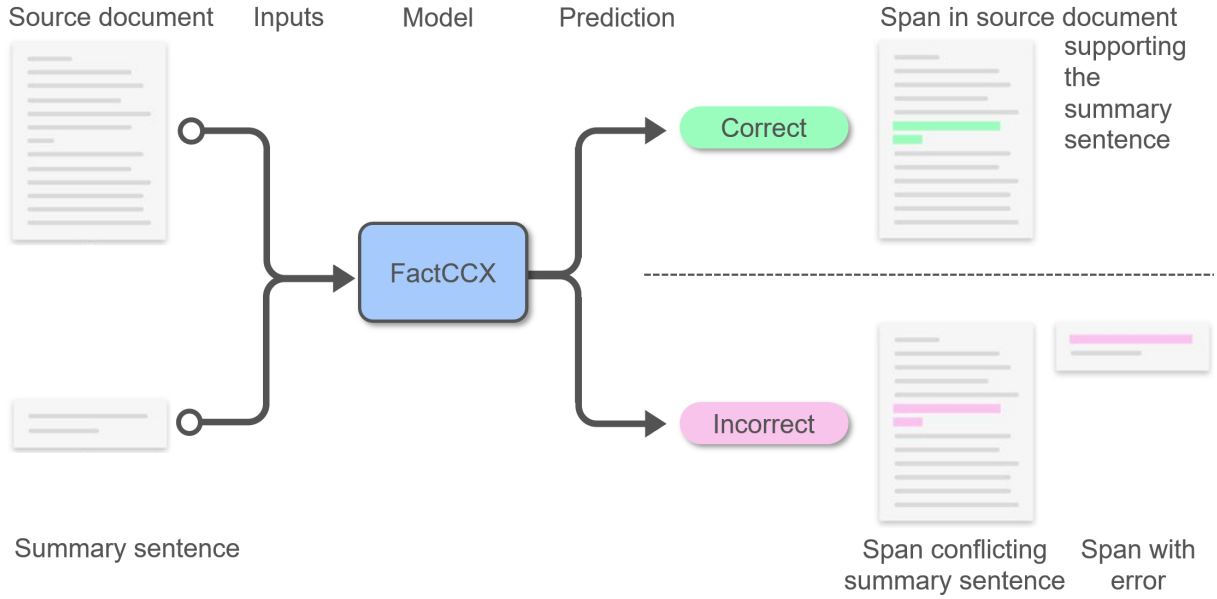 Source document
Inputs
Model
Prediction
Span in source document
supporting
the
summary
sentence
Correct
FactCCX
Incorrect
Summary sentence
Span conflicting
summary sentence
Span with
error